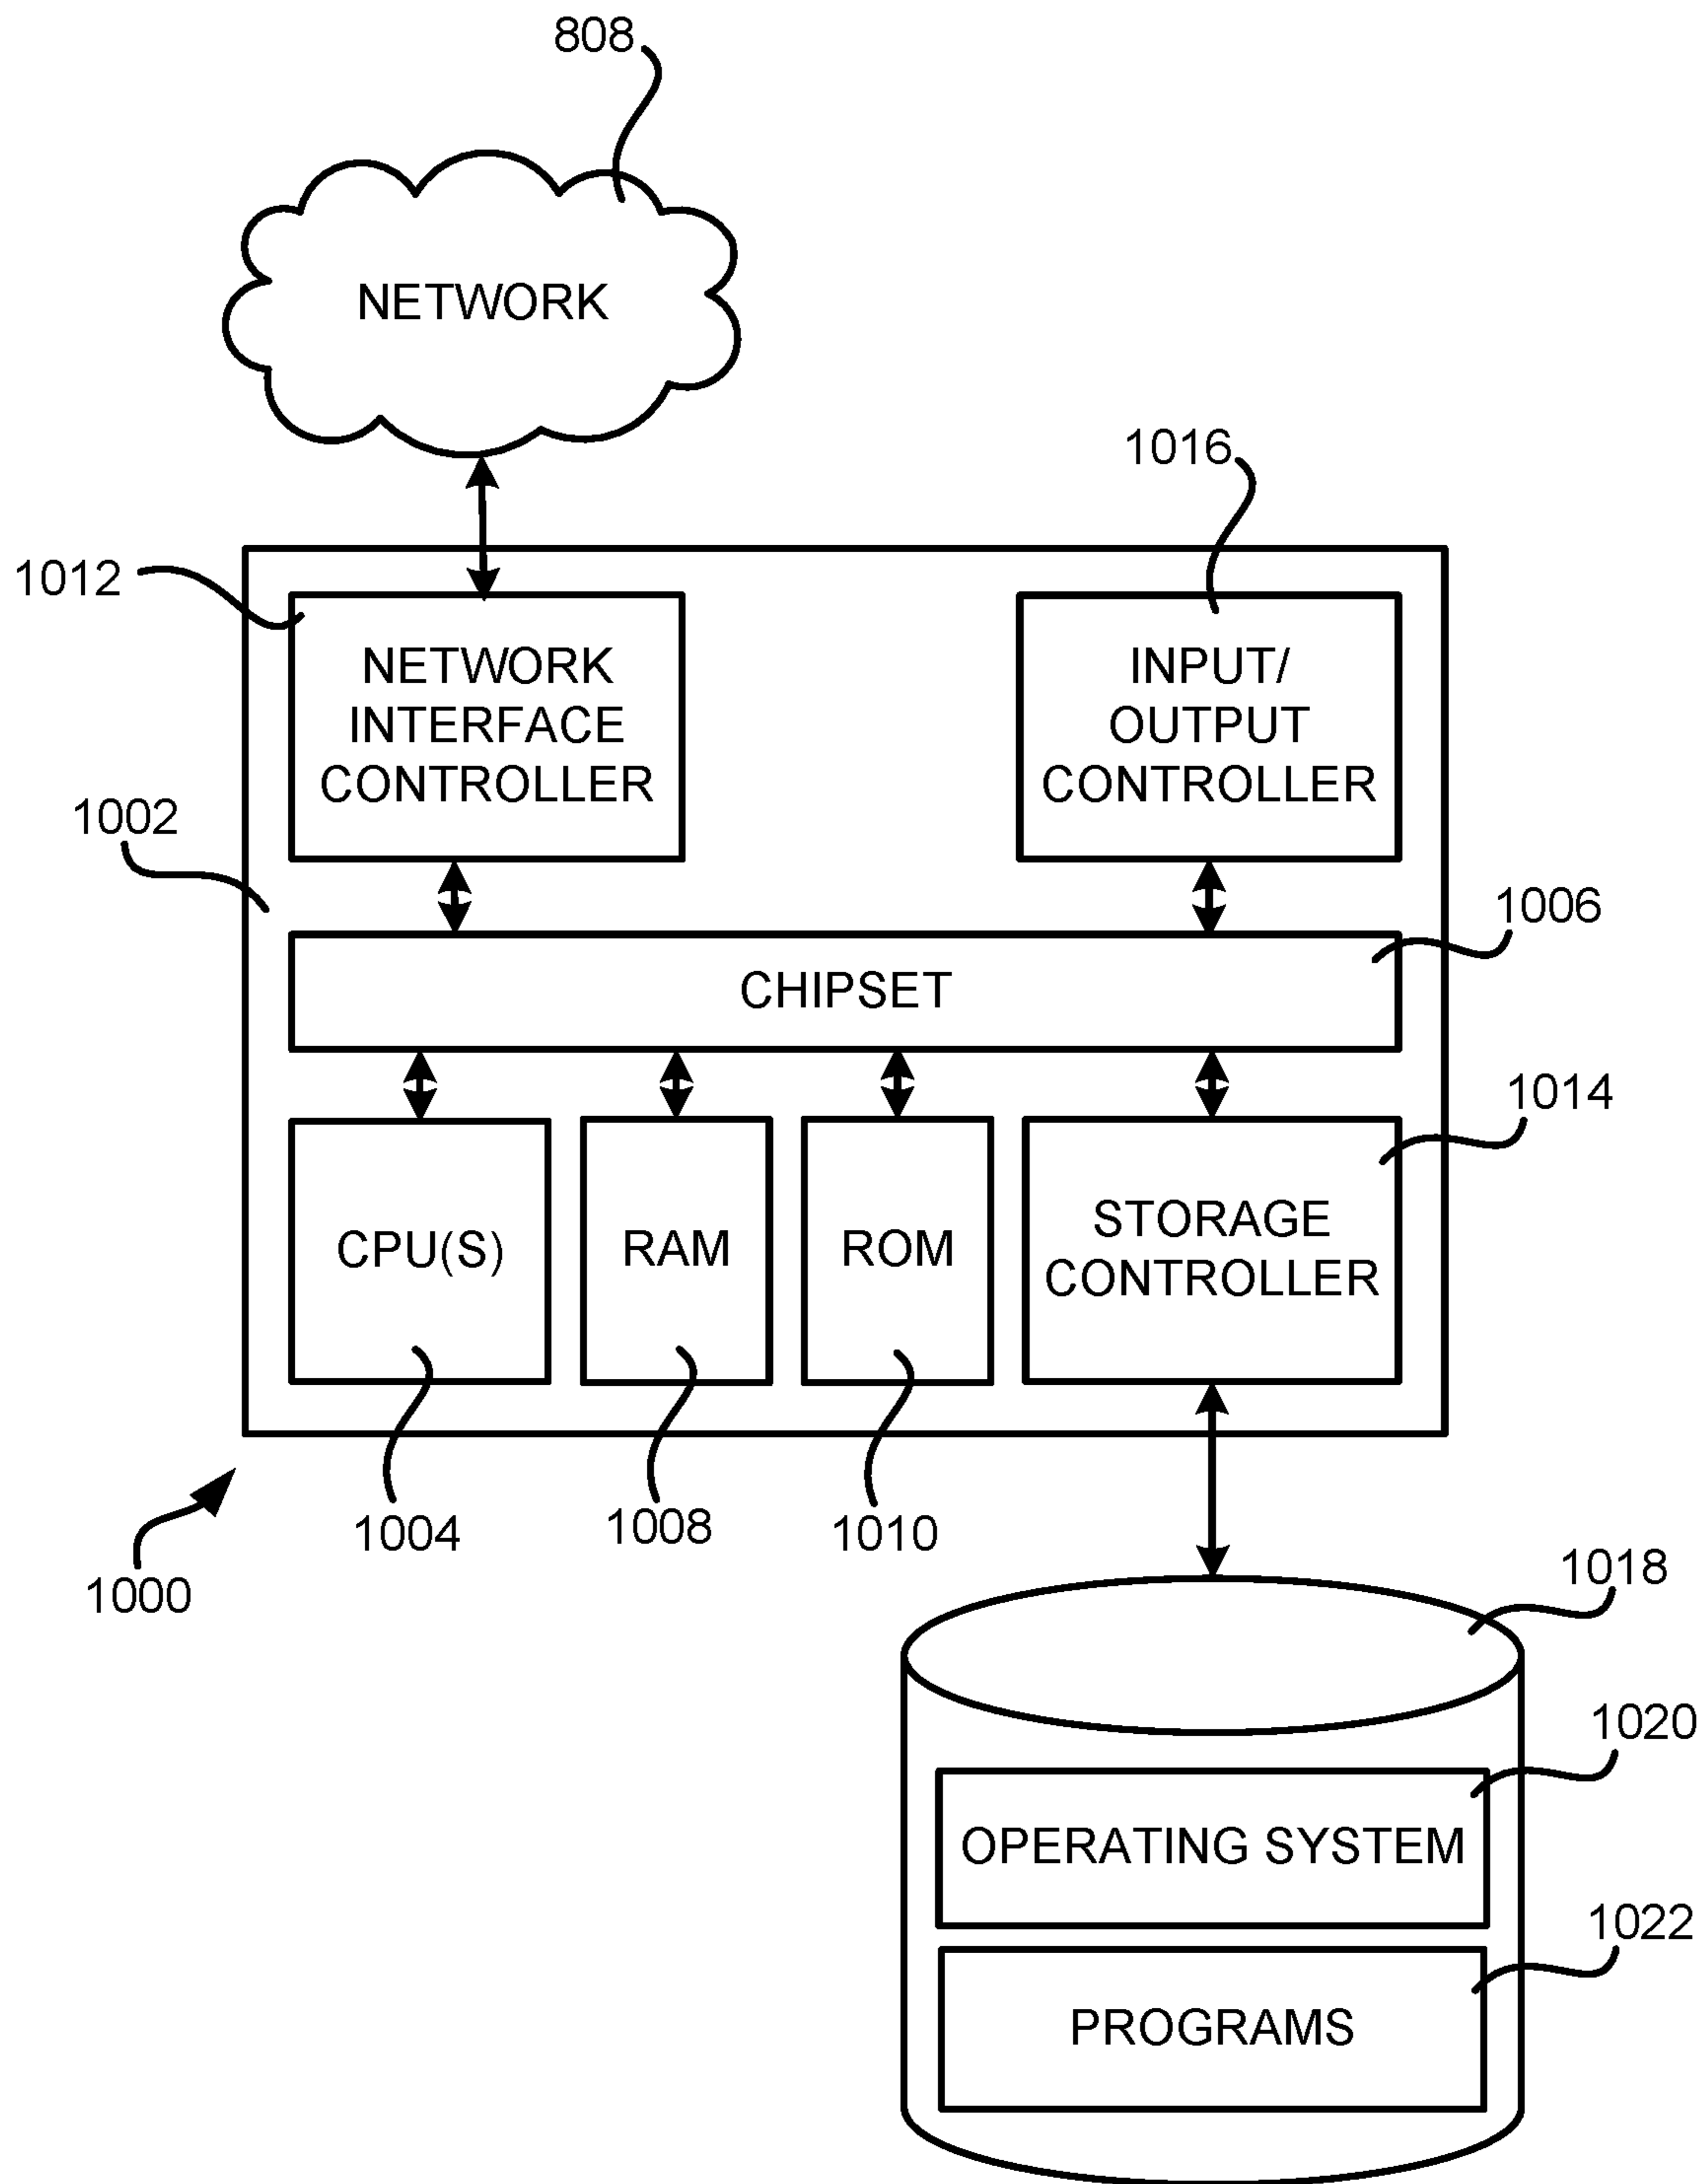 808
NETWORK
1016
1012
NETWORK
INTERFACE
CONTROLLER
INPUT/
OUTPUT
CONTROLLER
1002
1006
CHIPSET
1014
CPU(S)
RAM
ROM
STORAGE
CONTROLLER
1004
1008
1010
1000
1018
1020
OPERATING SYSTEM
1022
PROGRAMS